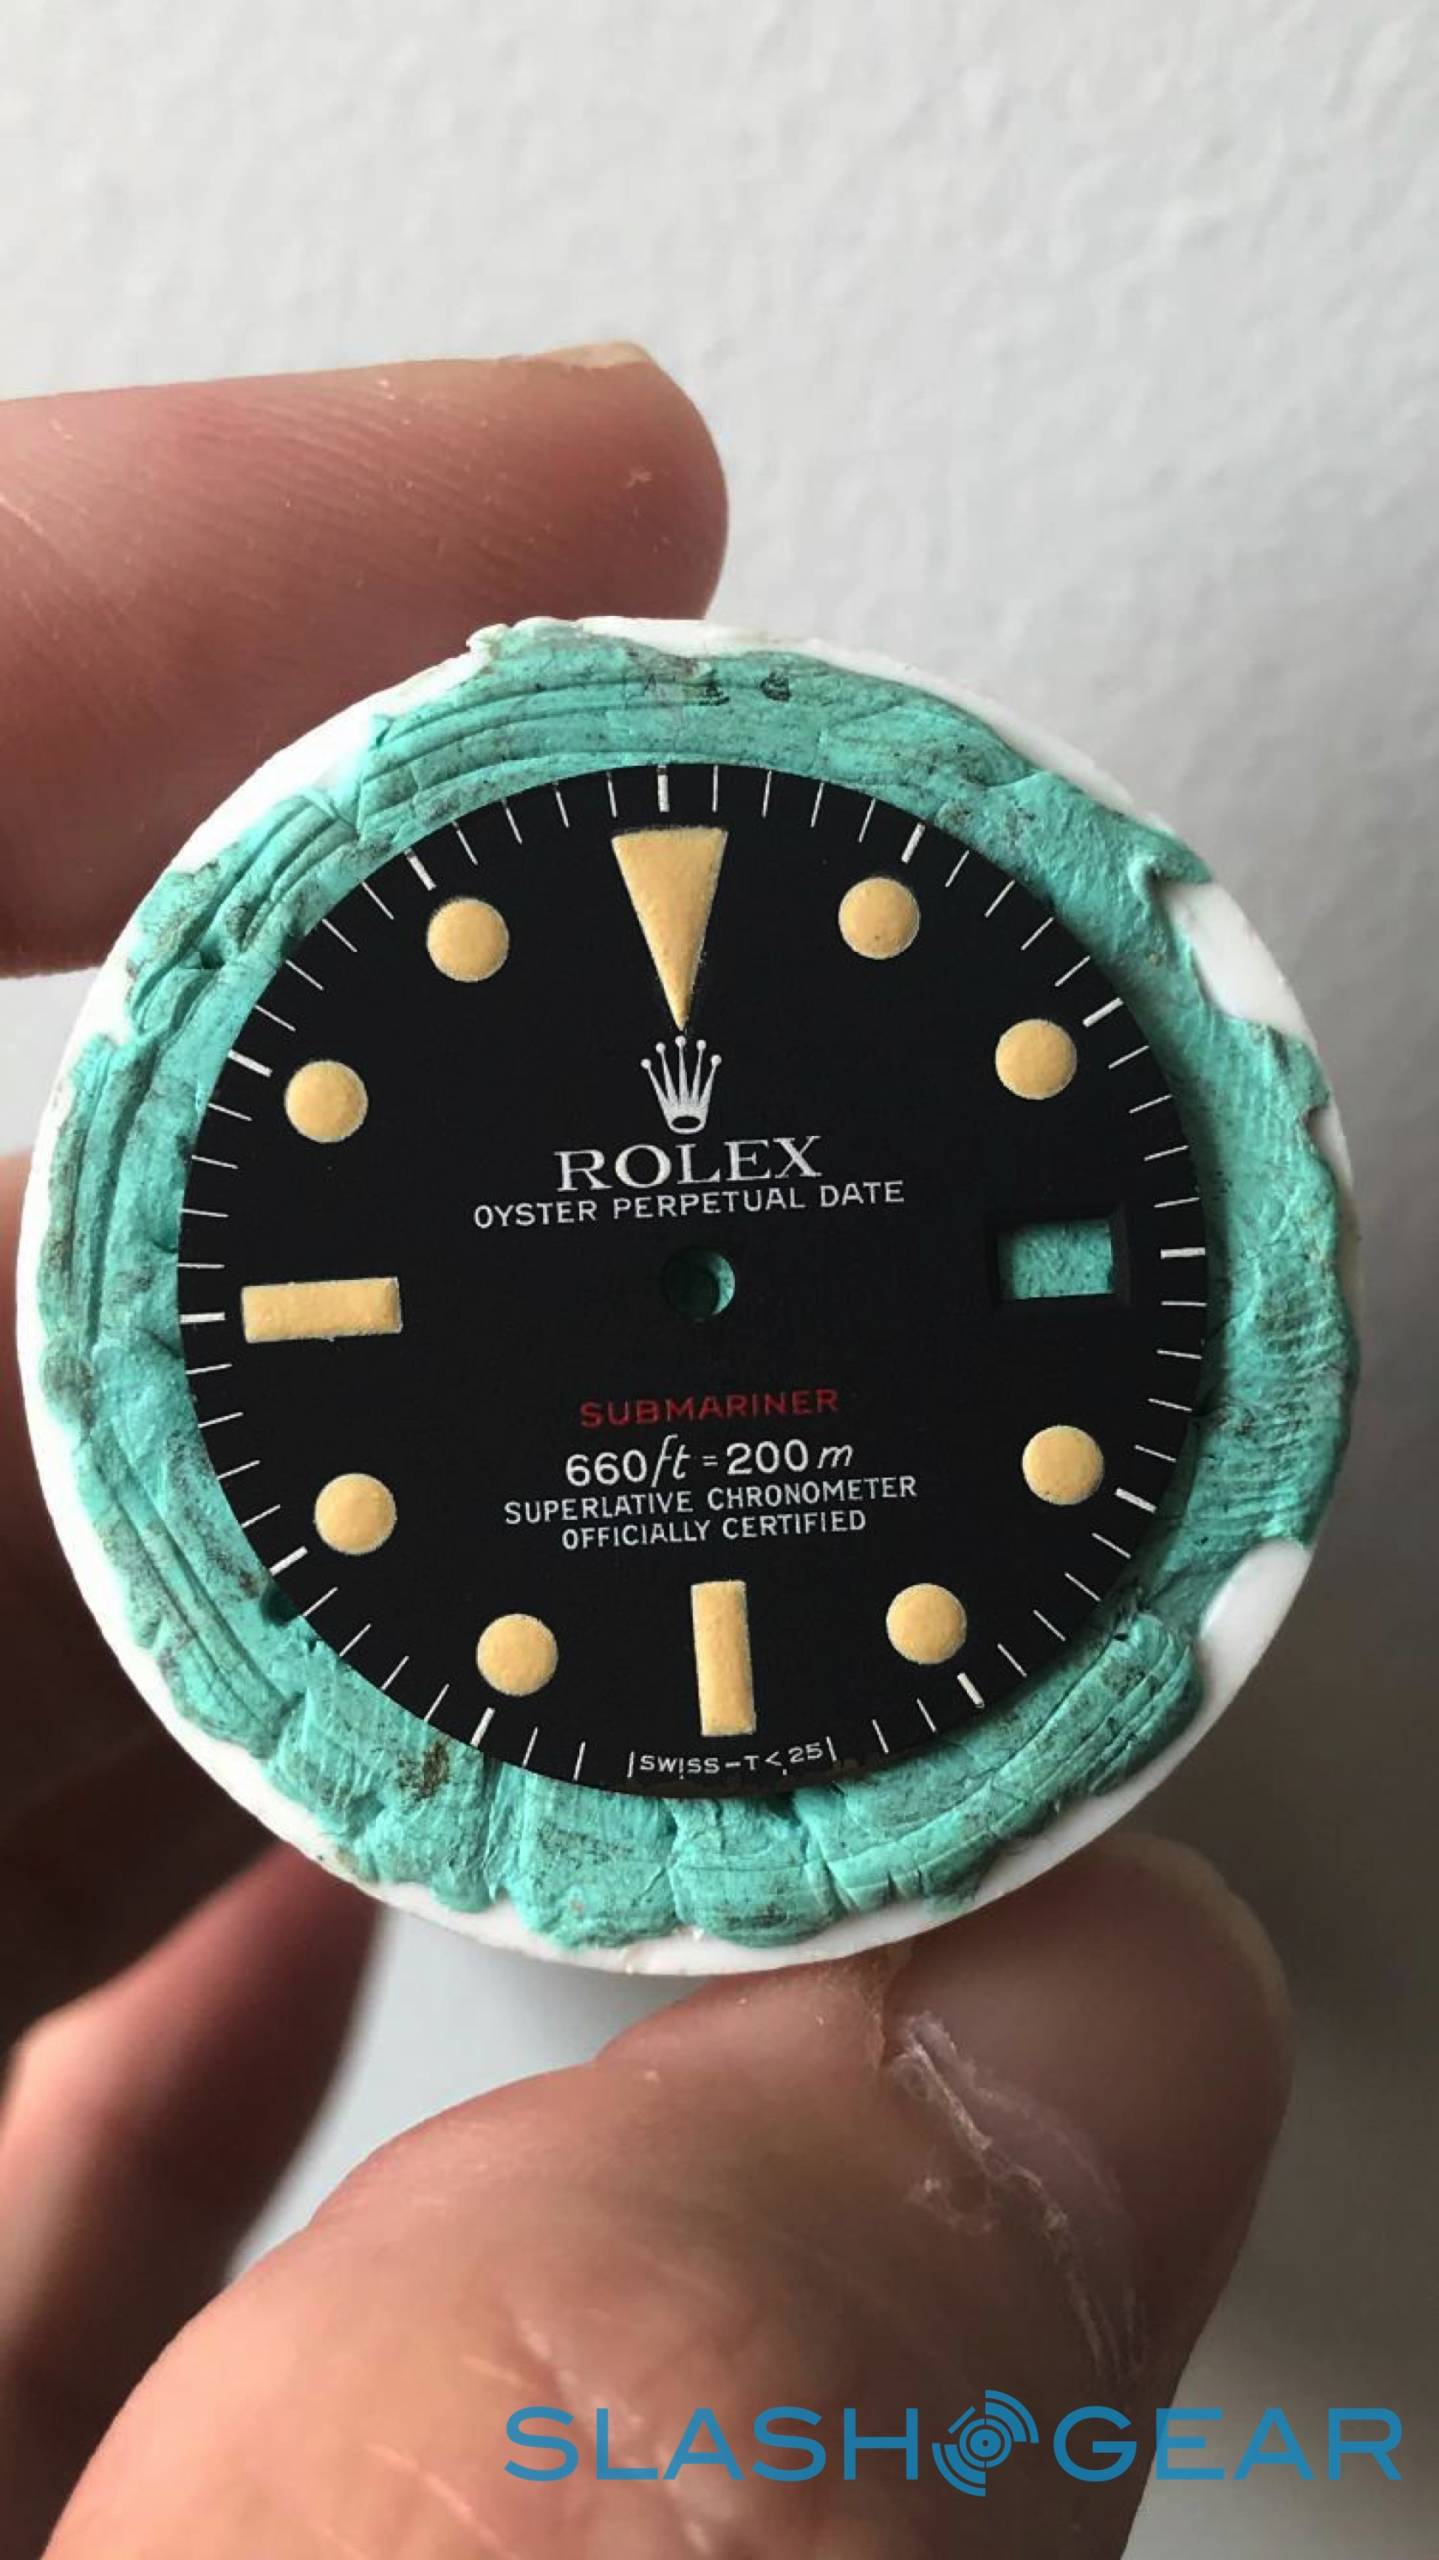 ROLEX
OYSTER PERPETUAL DATE
SUBMARINER
660ft = 200m
SUPERLATIVE CHRONOMETER
OFFICIALLY CERTIFIED
SWISS - T < 25
SLASHGEAR